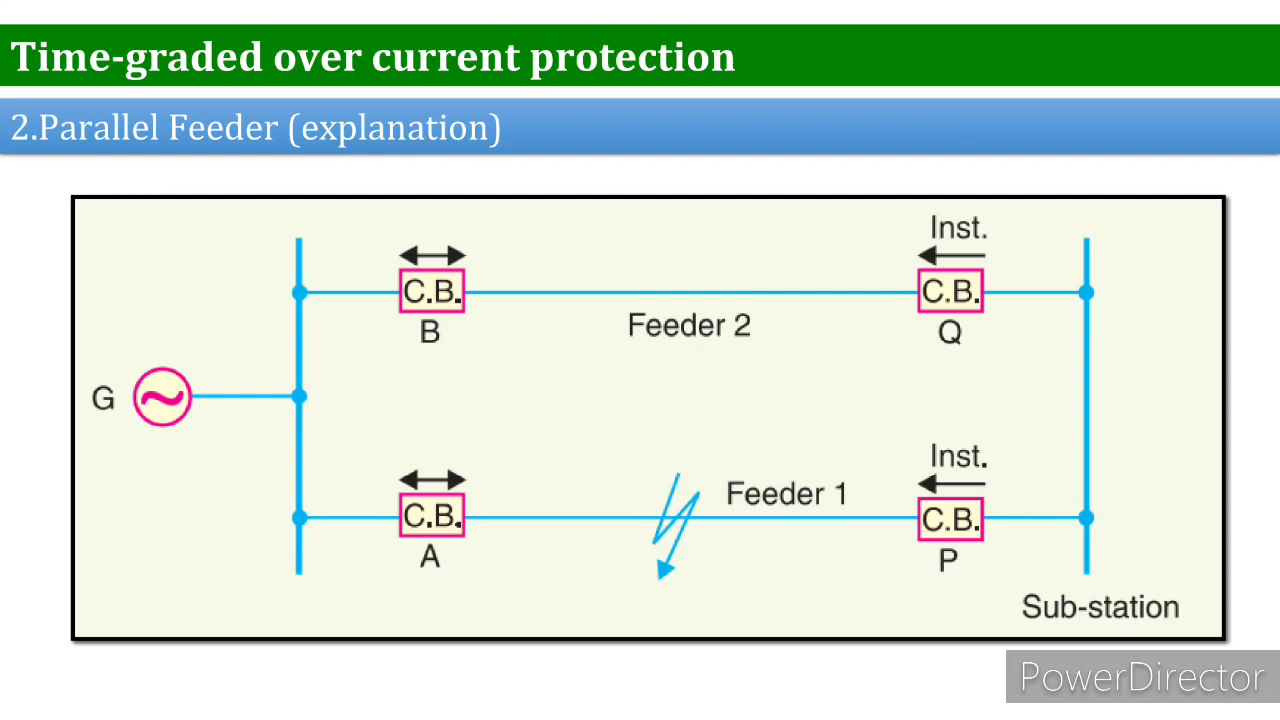 Time-graded over current protection
2.Parallel Feeder (explanation)
Inst.
C.B.
C.B.
B
Feeder 2
Q
G
Inst.
Feeder 1
C.B.
C.B.
A
P
Sub-station
PowerDirector